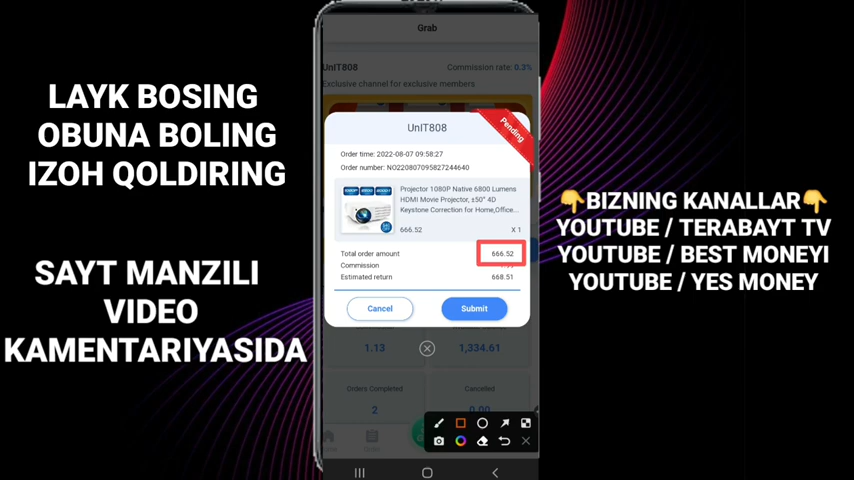 Grab
LAYK BOSING
OBUNA BOLING
IZOH QOLDIRING
SAYT MANZILI
VIDEO
KAMENTARIYASIDA
UnIT808
Commission rate: 0.3%
Exclusive channel for exclusive members
UnIT808
Pending
Order time: 2022-08-07 09:58:27
Order number: NO220807095827244640
Projector 1080P Native 6800 Lumens
HDMI Movie Projector, ±50° 4D
Keystone Correction for Home,Office...
666.52 X 1
Total order amount 666.52
Commission
Estimated return 668.51
Cancel Submit
1.13 1,334.61
Orders Completed Cancelled
2 0.00
👇BIZNING KANALLAR👇
YOUTUBE / TERABAYT TV
YOUTUBE / BEST MONEYI
YOUTUBE / YES MONEY